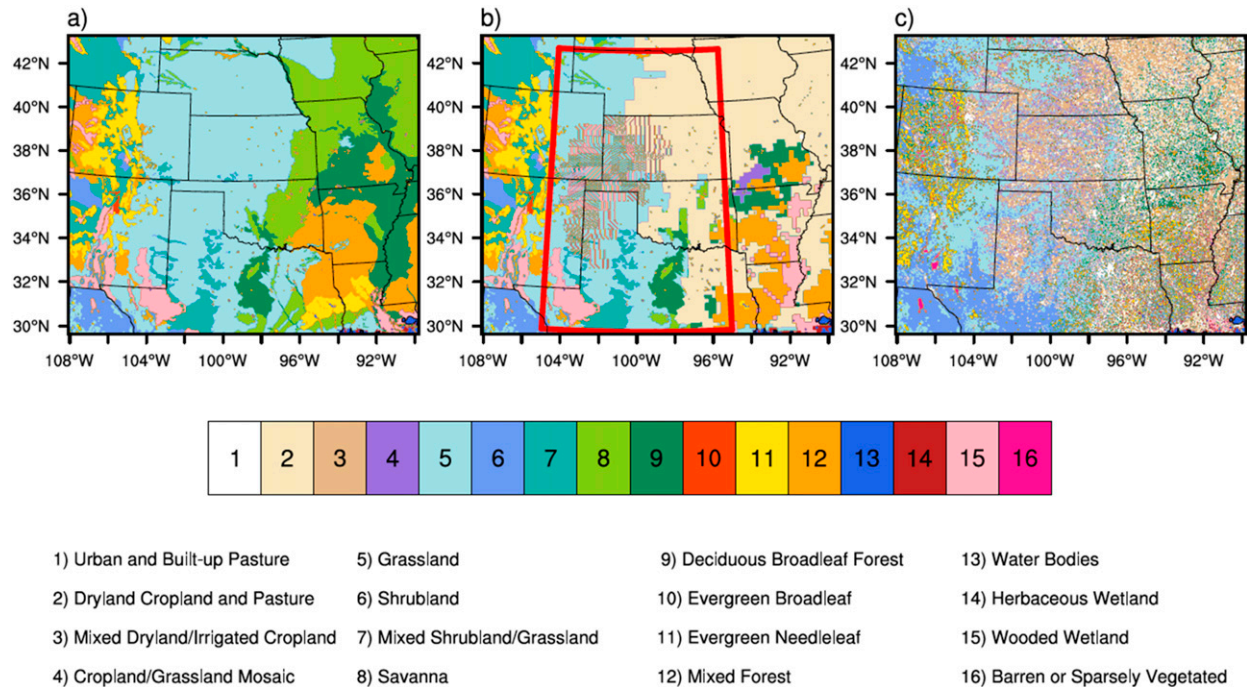 a) b) c)
42°N 42°N 42°N
40°N 40°N 40°N
38°N 38°N 38°N
36°N 36°N 36°N
34°N 34°N 34°N
32°N 32°N 32°N
30°N 30°N 30°N
108°W 104°W 100°W 96°W 92°W 108°W 104°W 100°W 96°W 92°W 108°W 104°W 100°W 96°W 92°W
1 2 3 4 5 6 7 8 9 10 11 12 13 14 15 16
1) Urban and Built-up Pasture 5) Grassland 9) Deciduous Broadleaf Forest 13) Water Bodies
2) Dryland Cropland and Pasture 6) Shrubland 10) Evergreen Broadleaf 14) Herbaceous Wetland
3) Mixed Dryland/Irrigated Cropland 7) Mixed Shrubland/Grassland 11) Evergreen Needleleaf 15) Wooded Wetland
4) Cropland/Grassland Mosaic 8) Savanna 12) Mixed Forest 16) Barren or Sparsely Vegetated